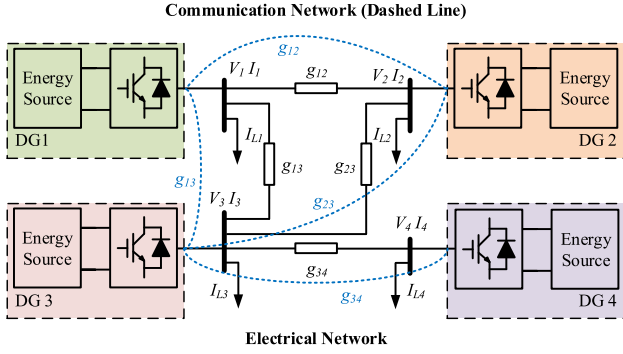 Communication Network (Dashed Line)
g12
Energy
Source
DG1
V1 I1
g12
V2 I2
Energy
Source
DG 2
IL1
IL2
g13
g23
g13
g23
V3 I3
V4 I4
Energy
Source
DG 3
g34
Energy
Source
DG 4
IL3
g34
IL4
Electrical Network